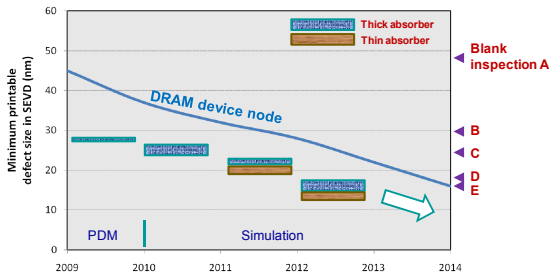 60
50
40
30
20
10
0
Minimum printable
defect size in SEVD (nm)
Thick absorber
Thin absorber
DRAM device node
PDM
Simulation
2009 2010 2011 2012 2013 2014
Blank
inspection A
B
C
D
E